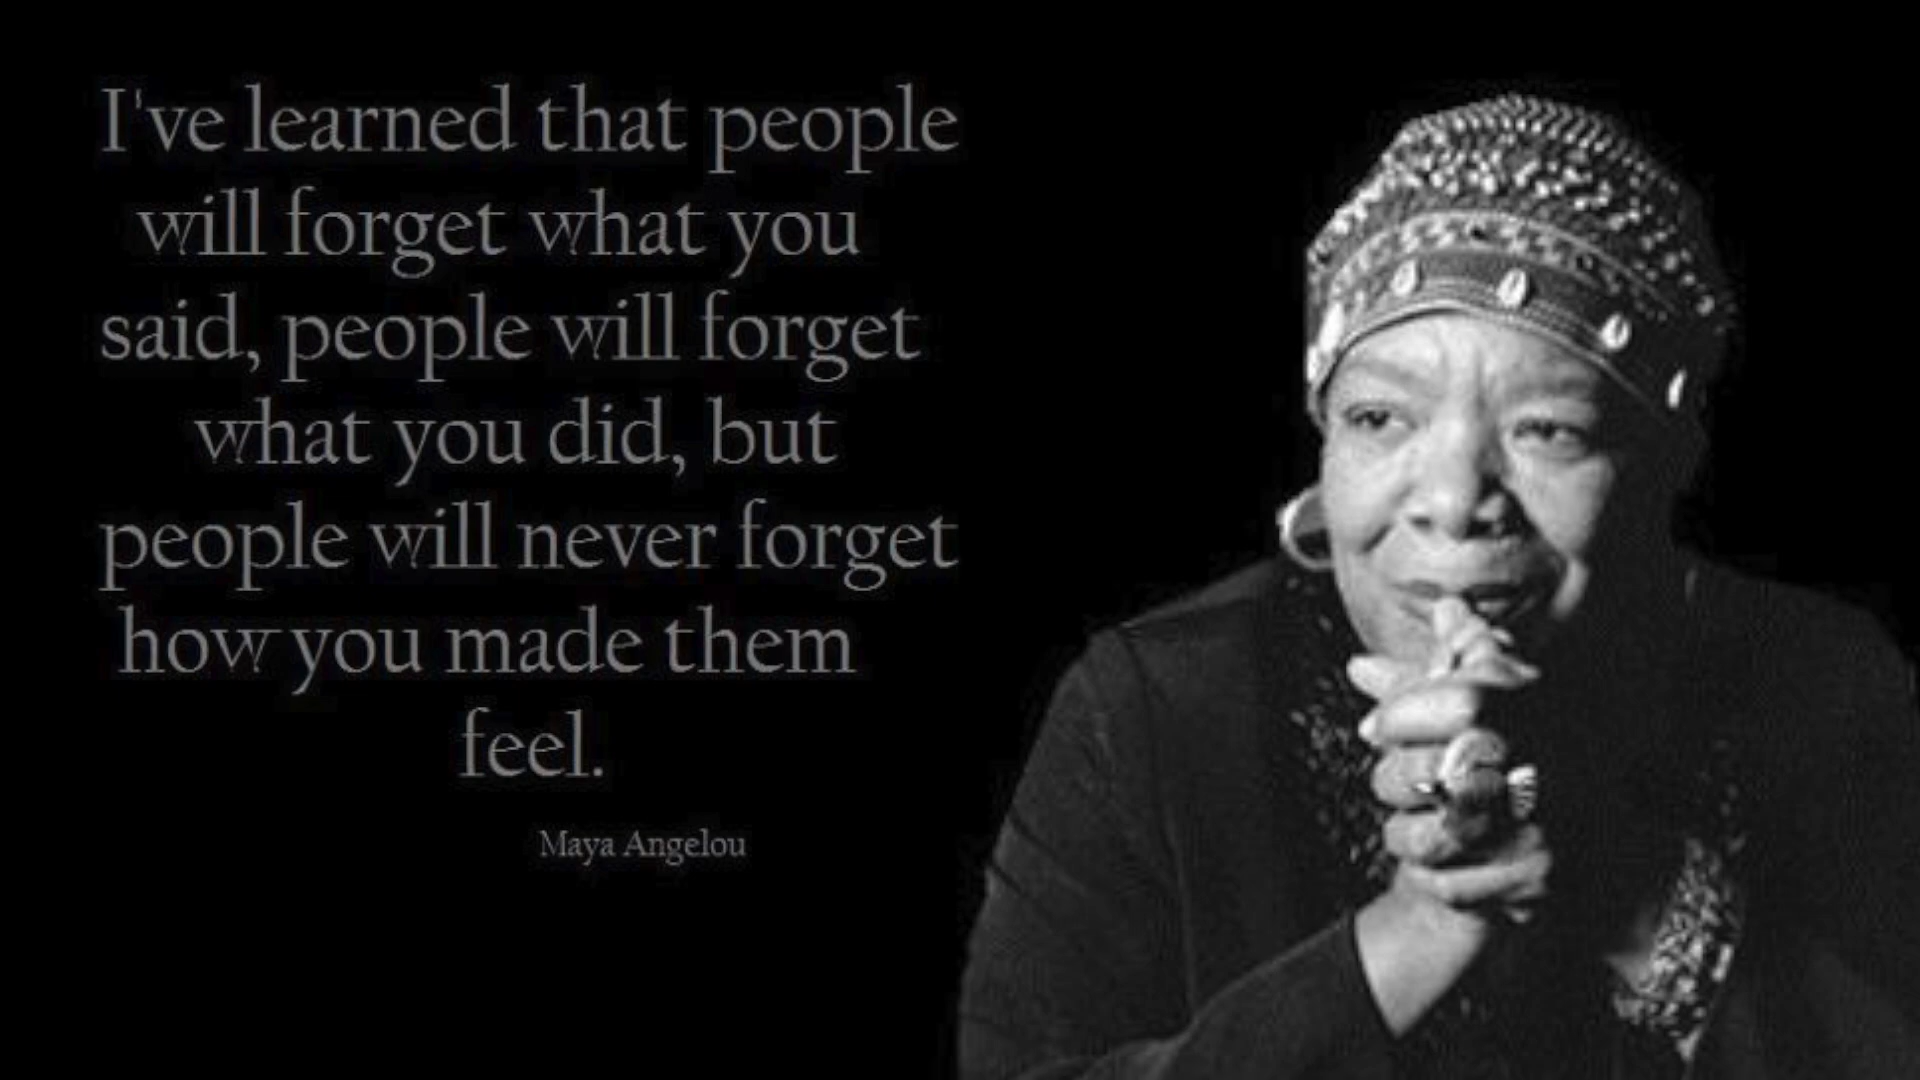 I've learned that people
will forget what you
said, people will forget
what you did, but
people will never forget
how you made them
feel.
Maya Angelou